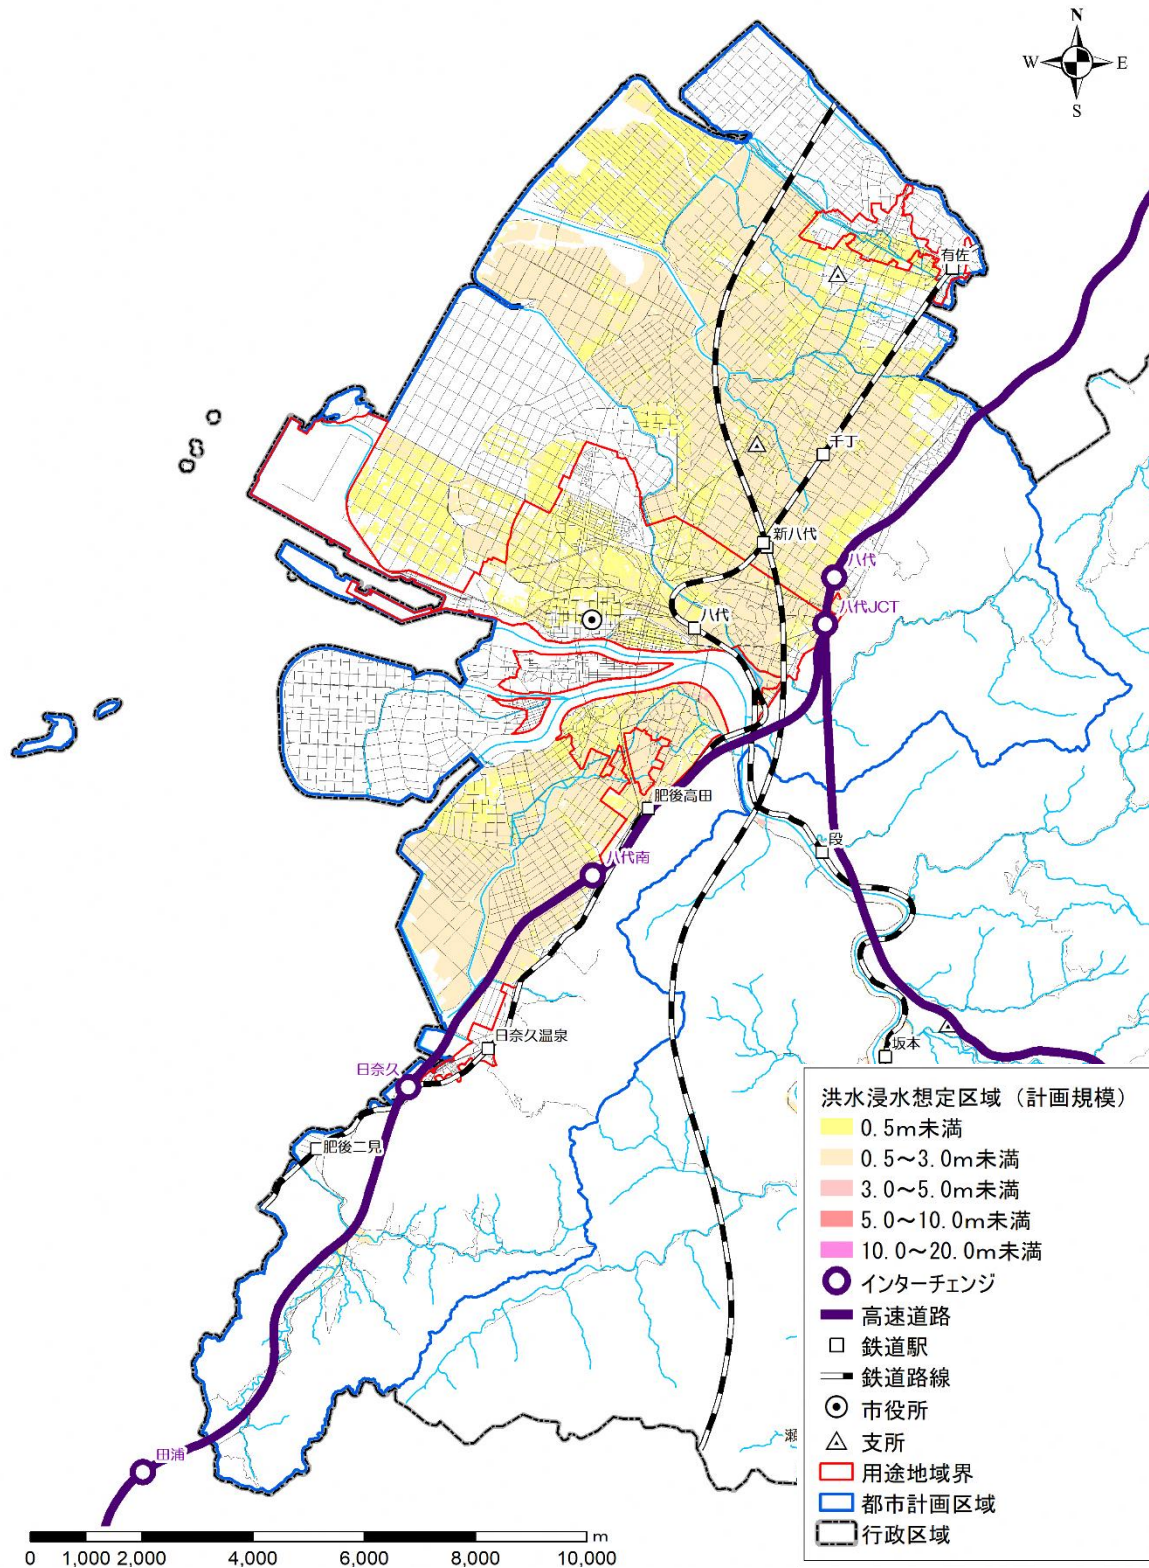 N
W
E
S
有佐
千丁
新八代
八代
八代JCT
八代
肥後高田
段
八代南
日奈久温泉
坂本
日奈久
肥後二見
瀬
田浦
洪水浸水想定区域（計画規模）
0.5m未満
0.5～3.0m未満
3.0～5.0m未満
5.0～10.0m未満
10.0～20.0m未満
インターチェンジ
高速道路
鉄道駅
鉄道路線
市役所
支所
用途地域界
都市計画区域
行政区域
m
0 1,000 2,000 4,000 6,000 8,000 10,000